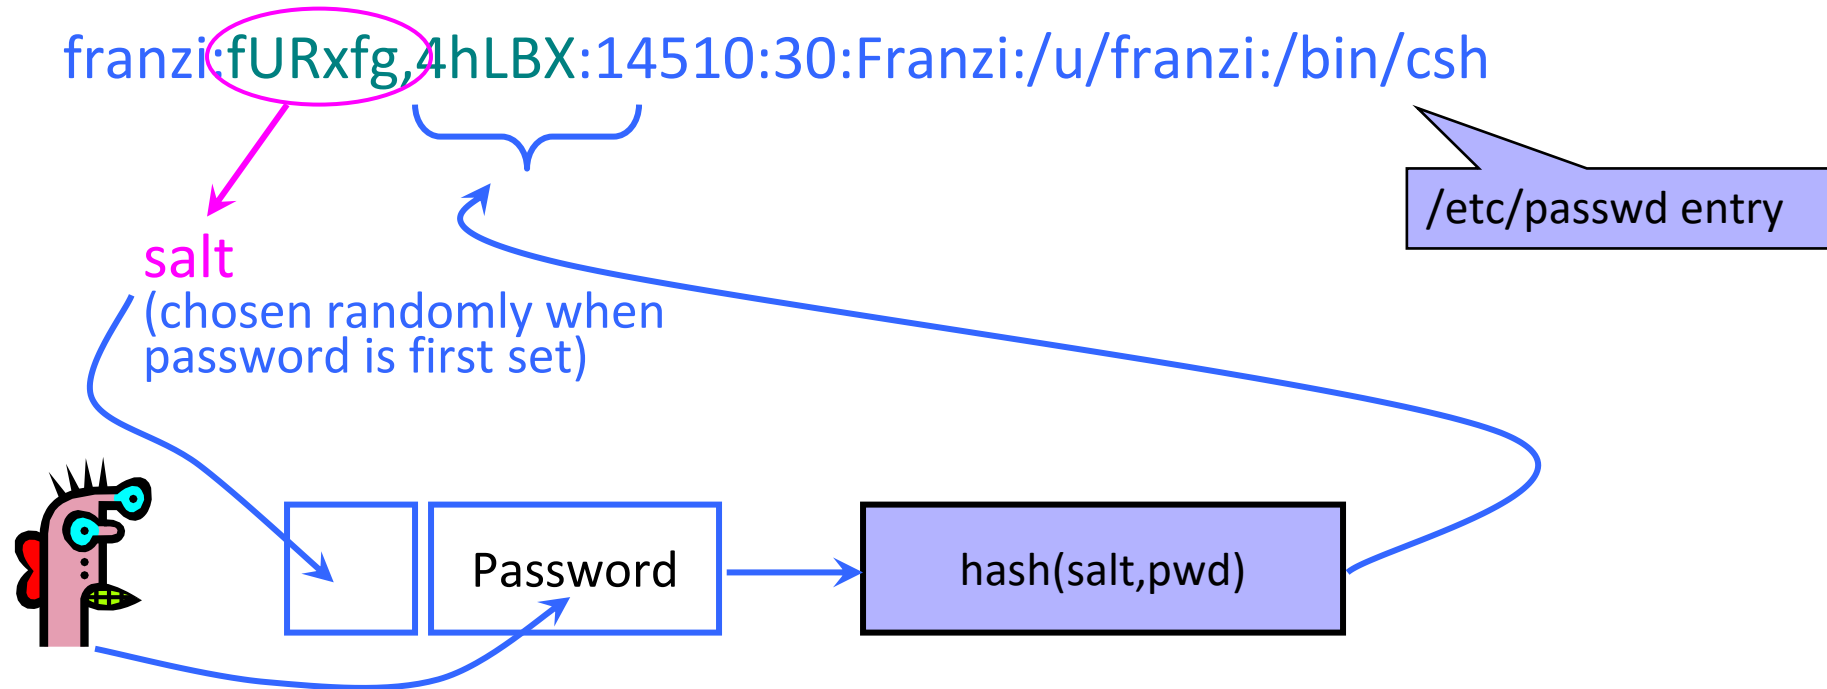 franzi:fURxfg,4hLBX:14510:30:Franzi:/u/franzi:/bin/csh
/etc/passwd entry
salt
(chosen randomly when
password is first set)
Password
hash(salt,pwd)